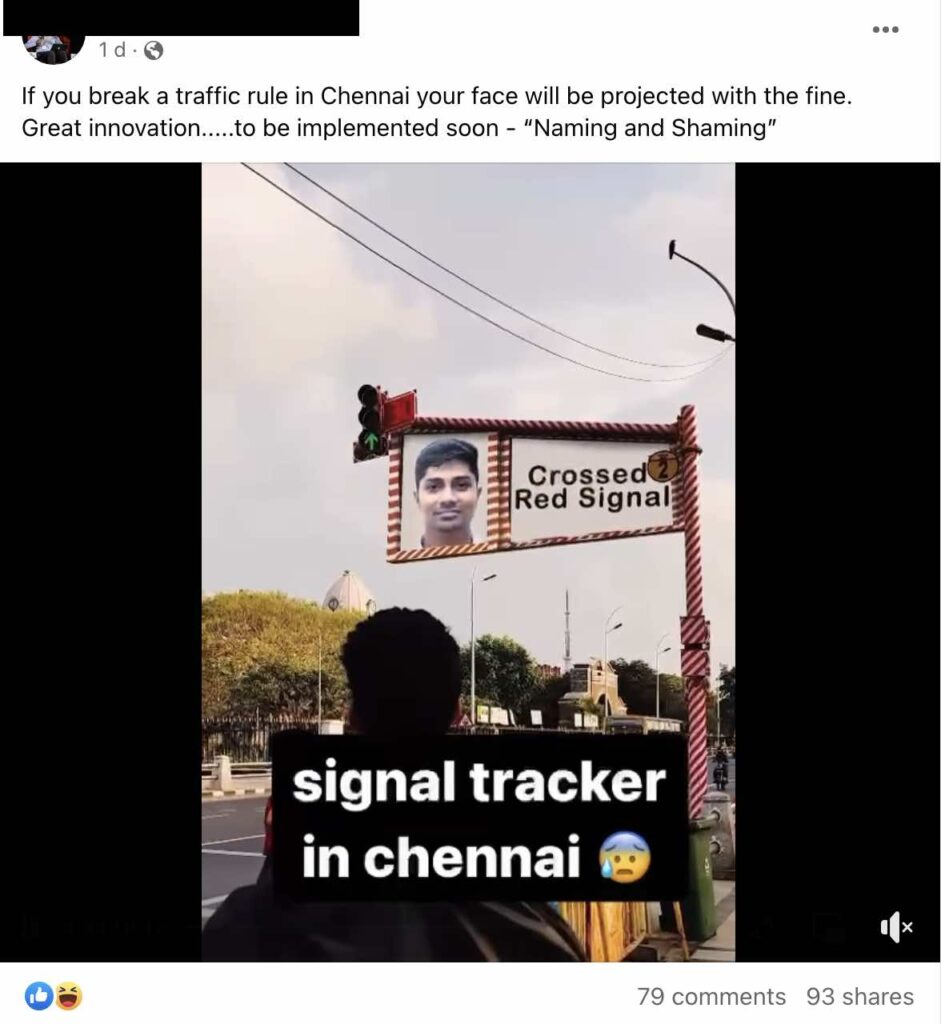 1 d ·
If you break a traffic rule in Chennai your face will be projected with the fine.
Great innovation.....to be implemented soon - “Naming and Shaming”
Crossed
2
Red Signal
signal tracker
in chennai 😰
79 comments 93 shares